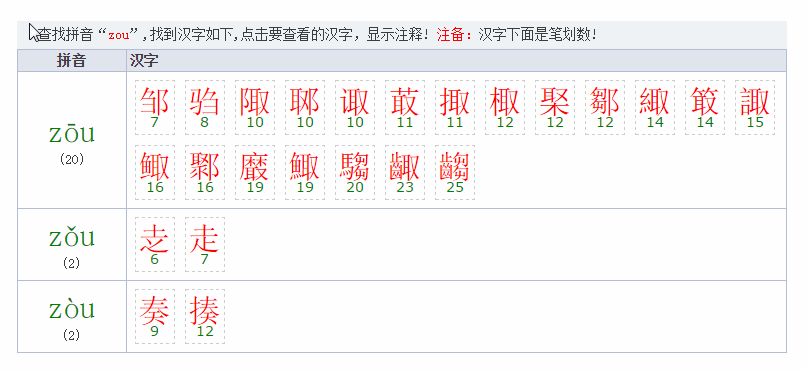 查找拼音“zou”,找到汉字如下,点击要查看的汉字，显示注释! 注备：汉字下面是笔划数!
拼音 汉字
zōu
(20)
邹 驺 陬 郰 诹 菆 掫 棷 棸 鄒 緅 箃 諏
7 8 10 10 10 11 11 12 12 12 14 14 15
鲰 鄹 黀 鯫 騶 齱 齺
16 16 19 19 20 23 25
zǒu
(2)
赱 走
6 7
zòu
(2)
奏 揍
9 12